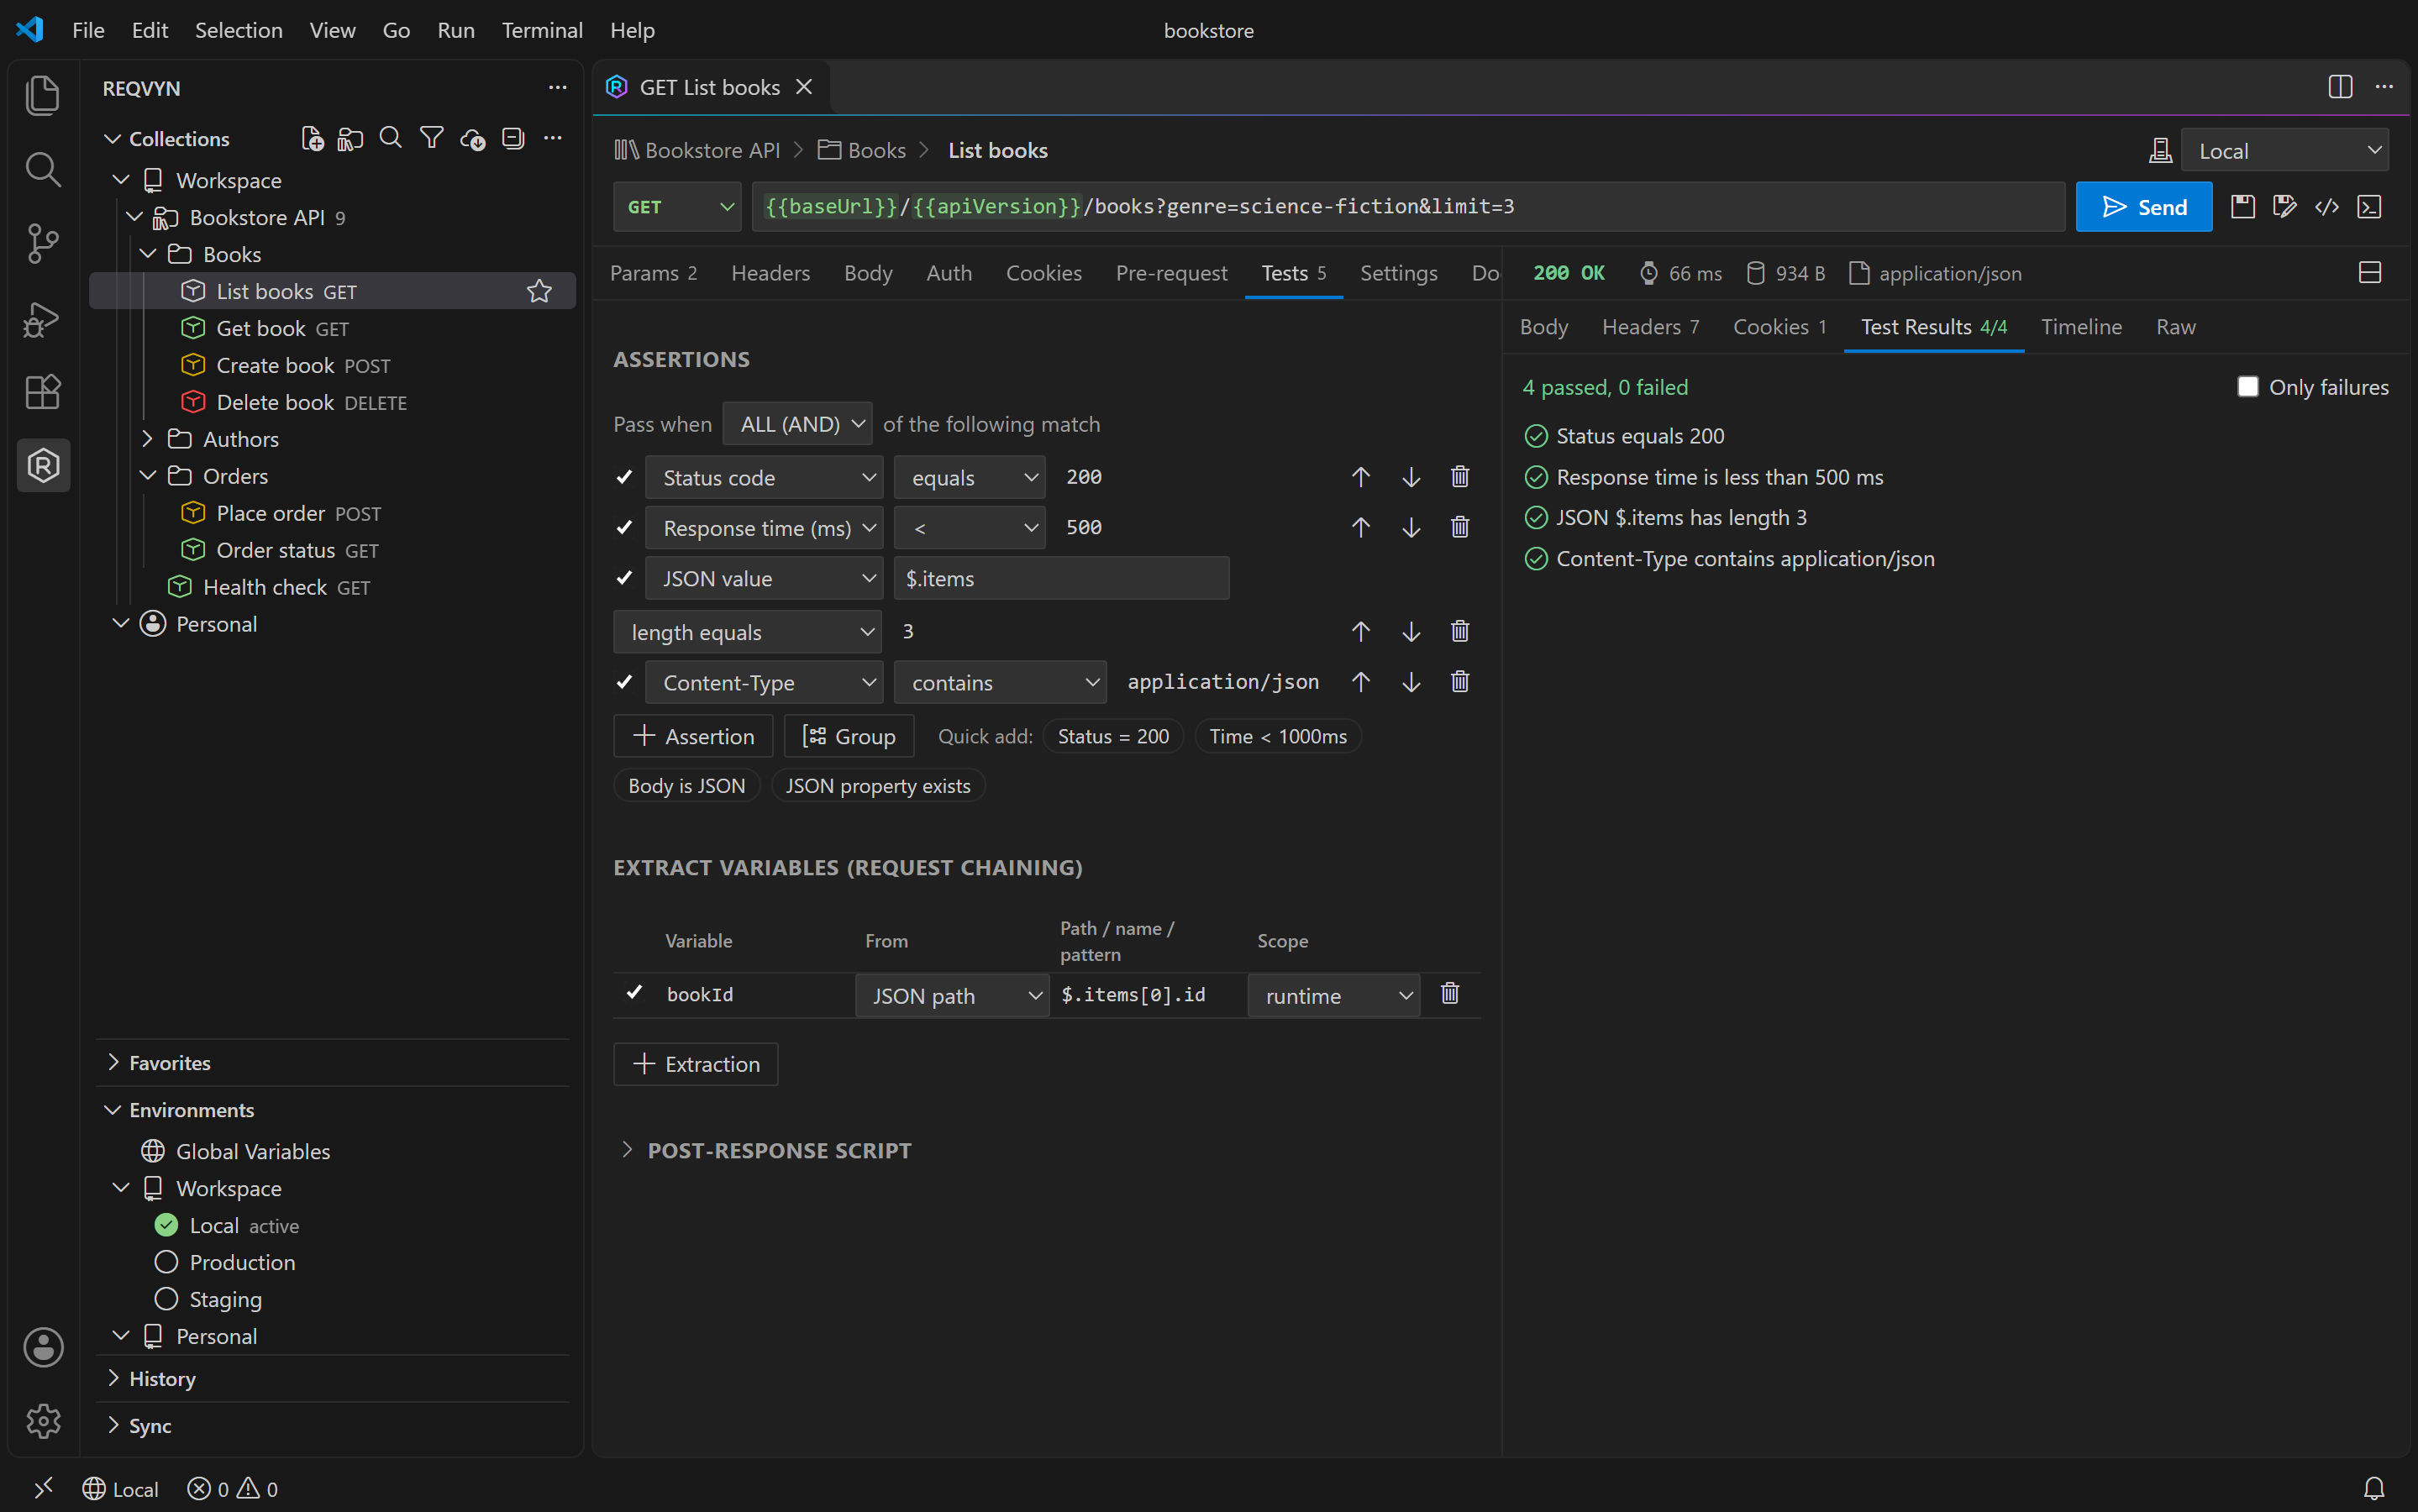 File Edit Selection View Go Run Terminal Help
bookstore
REQVYN
Collections
Workspace
Bookstore API 9
Books
List books GET
Get book GET
Create book POST
Delete book DELETE
Authors
Orders
Place order POST
Order status GET
Health check GET
Personal
Favorites
Environments
Global Variables
Workspace
Local active
Production
Staging
Personal
History
Sync
GET List books
Bookstore API > Books > List books
Local
GET
{{baseUrl}}/{{apiVersion}}/books?genre=science-fiction&limit=3
Send
Params 2 Headers Body Auth Cookies Pre-request Tests 5 Settings Do
ASSERTIONS
Pass when ALL (AND) of the following match
Status code equals 200
Response time (ms) < 500
JSON value $.items
length equals 3
Content-Type contains application/json
Assertion Group Quick add: Status = 200 Time < 1000ms
Body is JSON JSON property exists
EXTRACT VARIABLES (REQUEST CHAINING)
Variable From Path / name / pattern Scope
bookId JSON path $.items[0].id runtime
Extraction
POST-RESPONSE SCRIPT
200 OK 66 ms 934 B application/json
Body Headers 7 Cookies 1 Test Results 4/4 Timeline Raw
4 passed, 0 failed
Only failures
Status equals 200
Response time is less than 500 ms
JSON $.items has length 3
Content-Type contains application/json
Local 0 0